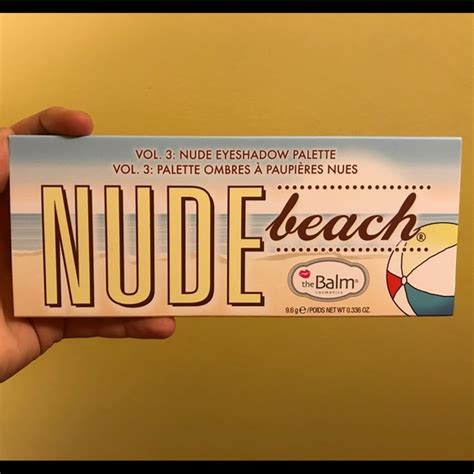 VOL. 3: NUDE EYESHADOW PALETTE
VOL. 3: PALETTE OMBRES À PAUPIÈRES NUES
NUDE beach®
theBalm®
cosmetics
9.6 g ℮ /POIDS NET WT 0.336 OZ.